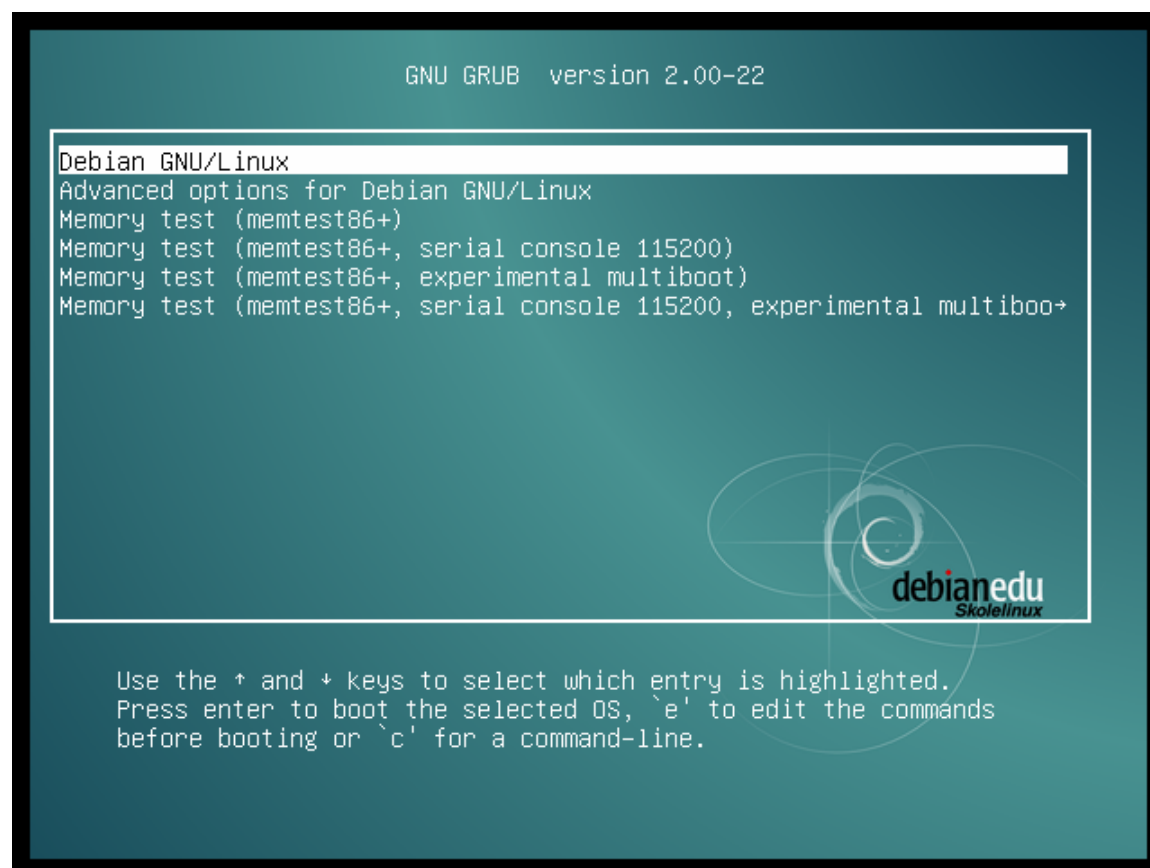 GNU GRUB  version 2.00-22
Debian GNU/Linux
Advanced options for Debian GNU/Linux
Memory test (memtest86+)
Memory test (memtest86+, serial console 115200)
Memory test (memtest86+, experimental multiboot)
Memory test (memtest86+, serial console 115200, experimental multiboo→
debianedu
Skolelinux
Use the ↑ and ↓ keys to select which entry is highlighted.
Press enter to boot the selected OS, `e' to edit the commands
before booting or `c' for a command-line.